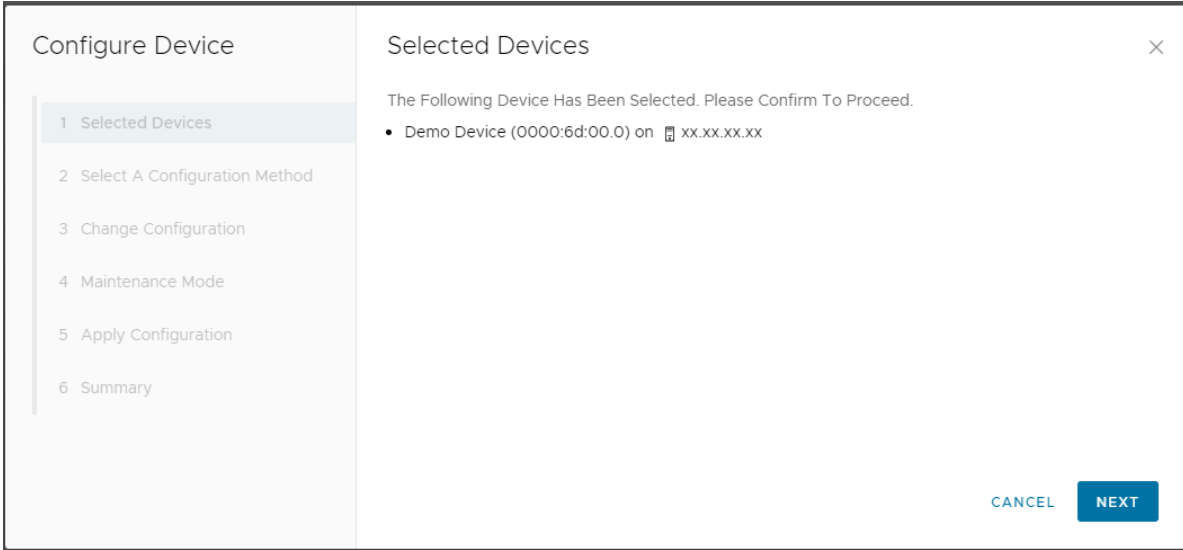 Configure Device
1 Selected Devices
2 Select A Configuration Method
3 Change Configuration
4 Maintenance Mode
5 Apply Configuration
6 Summary
Selected Devices
The Following Device Has Been Selected. Please Confirm To Proceed.
• Demo Device (0000:6d:00.0) on xx.xx.xx.xx
CANCEL
NEXT